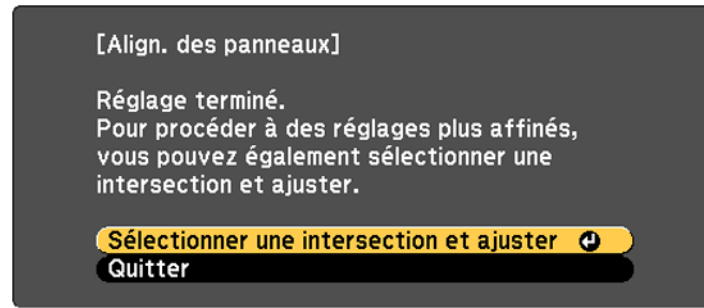 [Align. des panneaux]
Réglage terminé.
Pour procéder à des réglages plus affinés,
vous pouvez également sélectionner une
intersection et ajuster.
Sélectionner une intersection et ajuster
Quitter